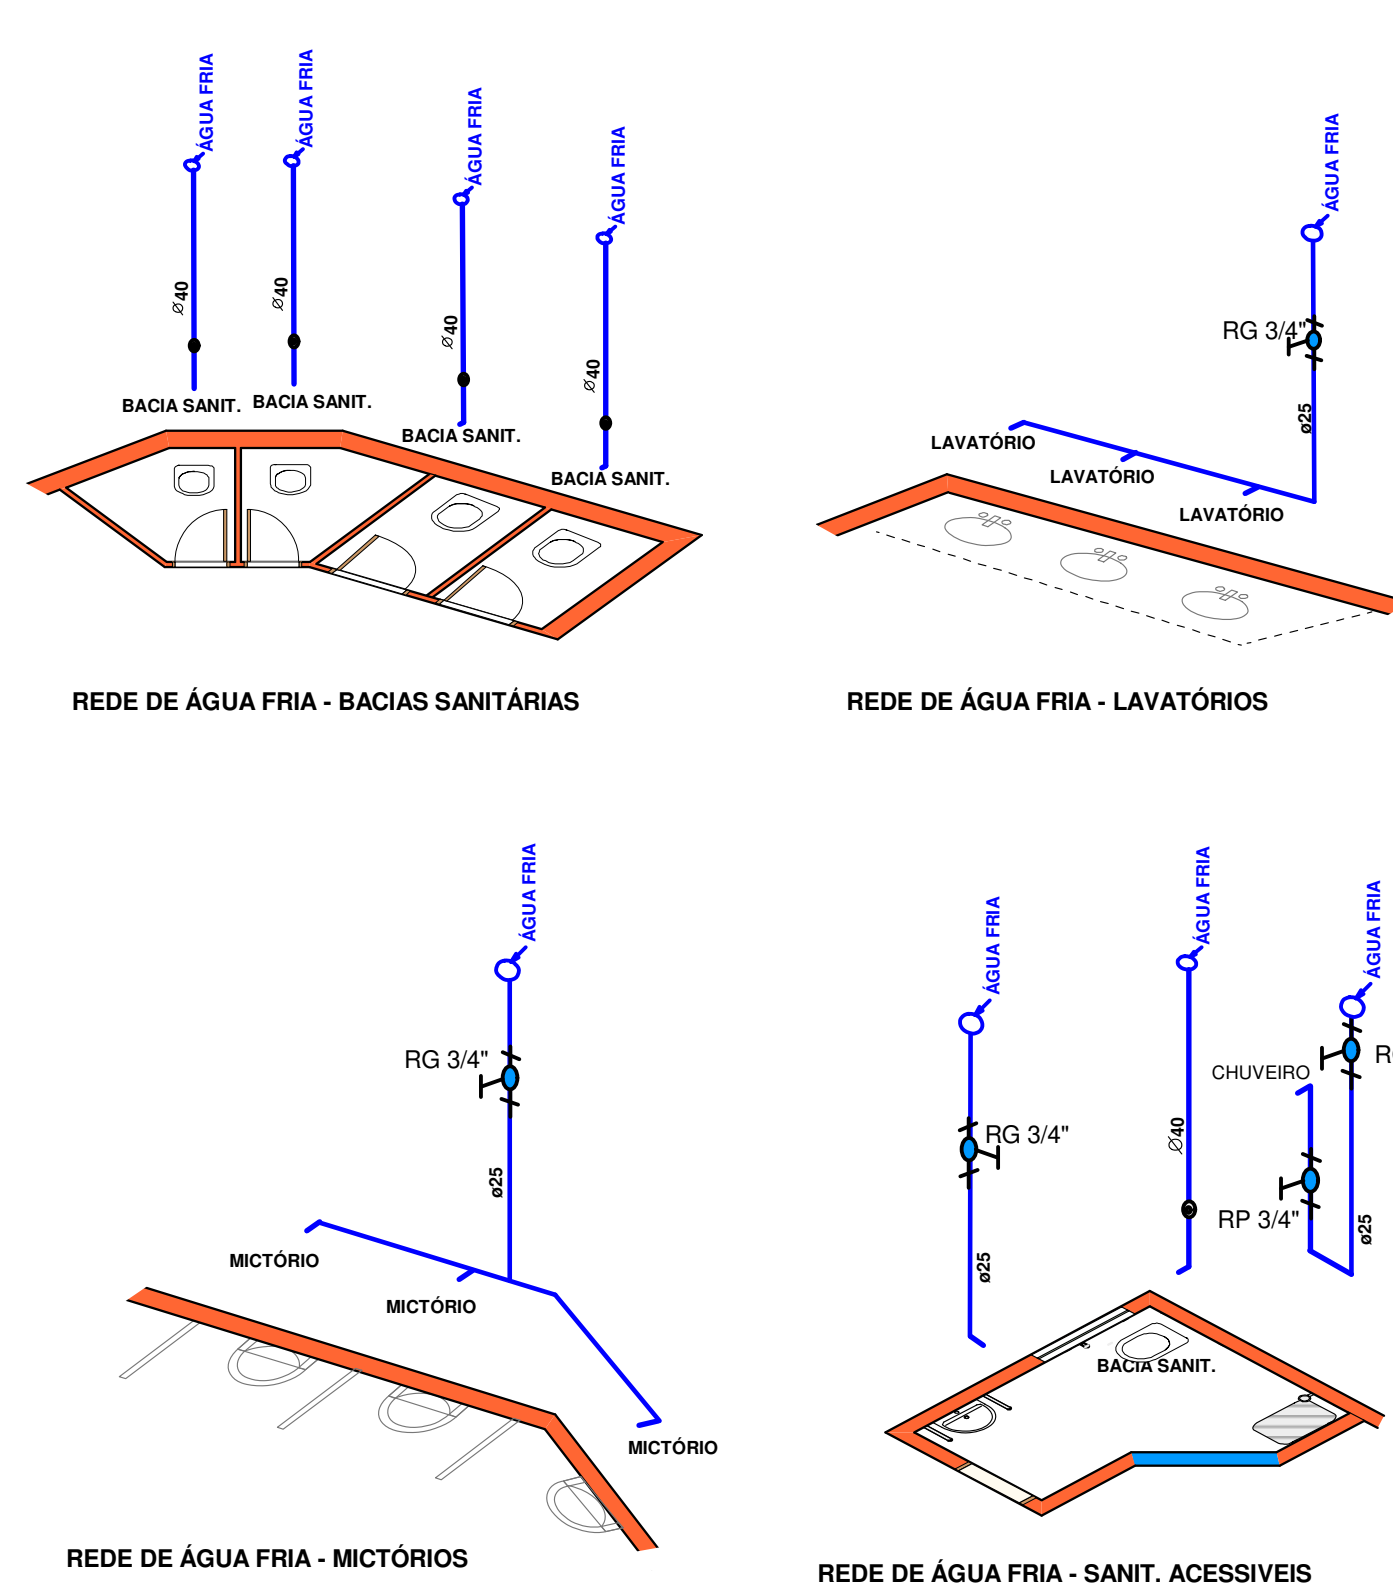 ÁGUA FRIA
ÁGUA FRIA
ÁGUA FRIA
ÁGUA FRIA
Ø40
Ø40
Ø40
Ø40
BACIA SANIT.
BACIA SANIT.
BACIA SANIT.
BACIA SANIT.
REDE DE ÁGUA FRIA - BACIAS SANITÁRIAS
ÁGUA FRIA
RG 3/4"
ø25
LAVATÓRIO
LAVATÓRIO
LAVATÓRIO
REDE DE ÁGUA FRIA - LAVATÓRIOS
ÁGUA FRIA
RG 3/4"
ø25
MICTÓRIO
MICTÓRIO
MICTÓRIO
REDE DE ÁGUA FRIA - MICTÓRIOS
ÁGUA FRIA
ÁGUA FRIA
ÁGUA FRIA
CHUVEIRO
RG 3/4"
Ø40
RP 3/4"
ø25
ø25
BACIA SANIT.
REDE DE ÁGUA FRIA - SANIT. ACESSIVEIS